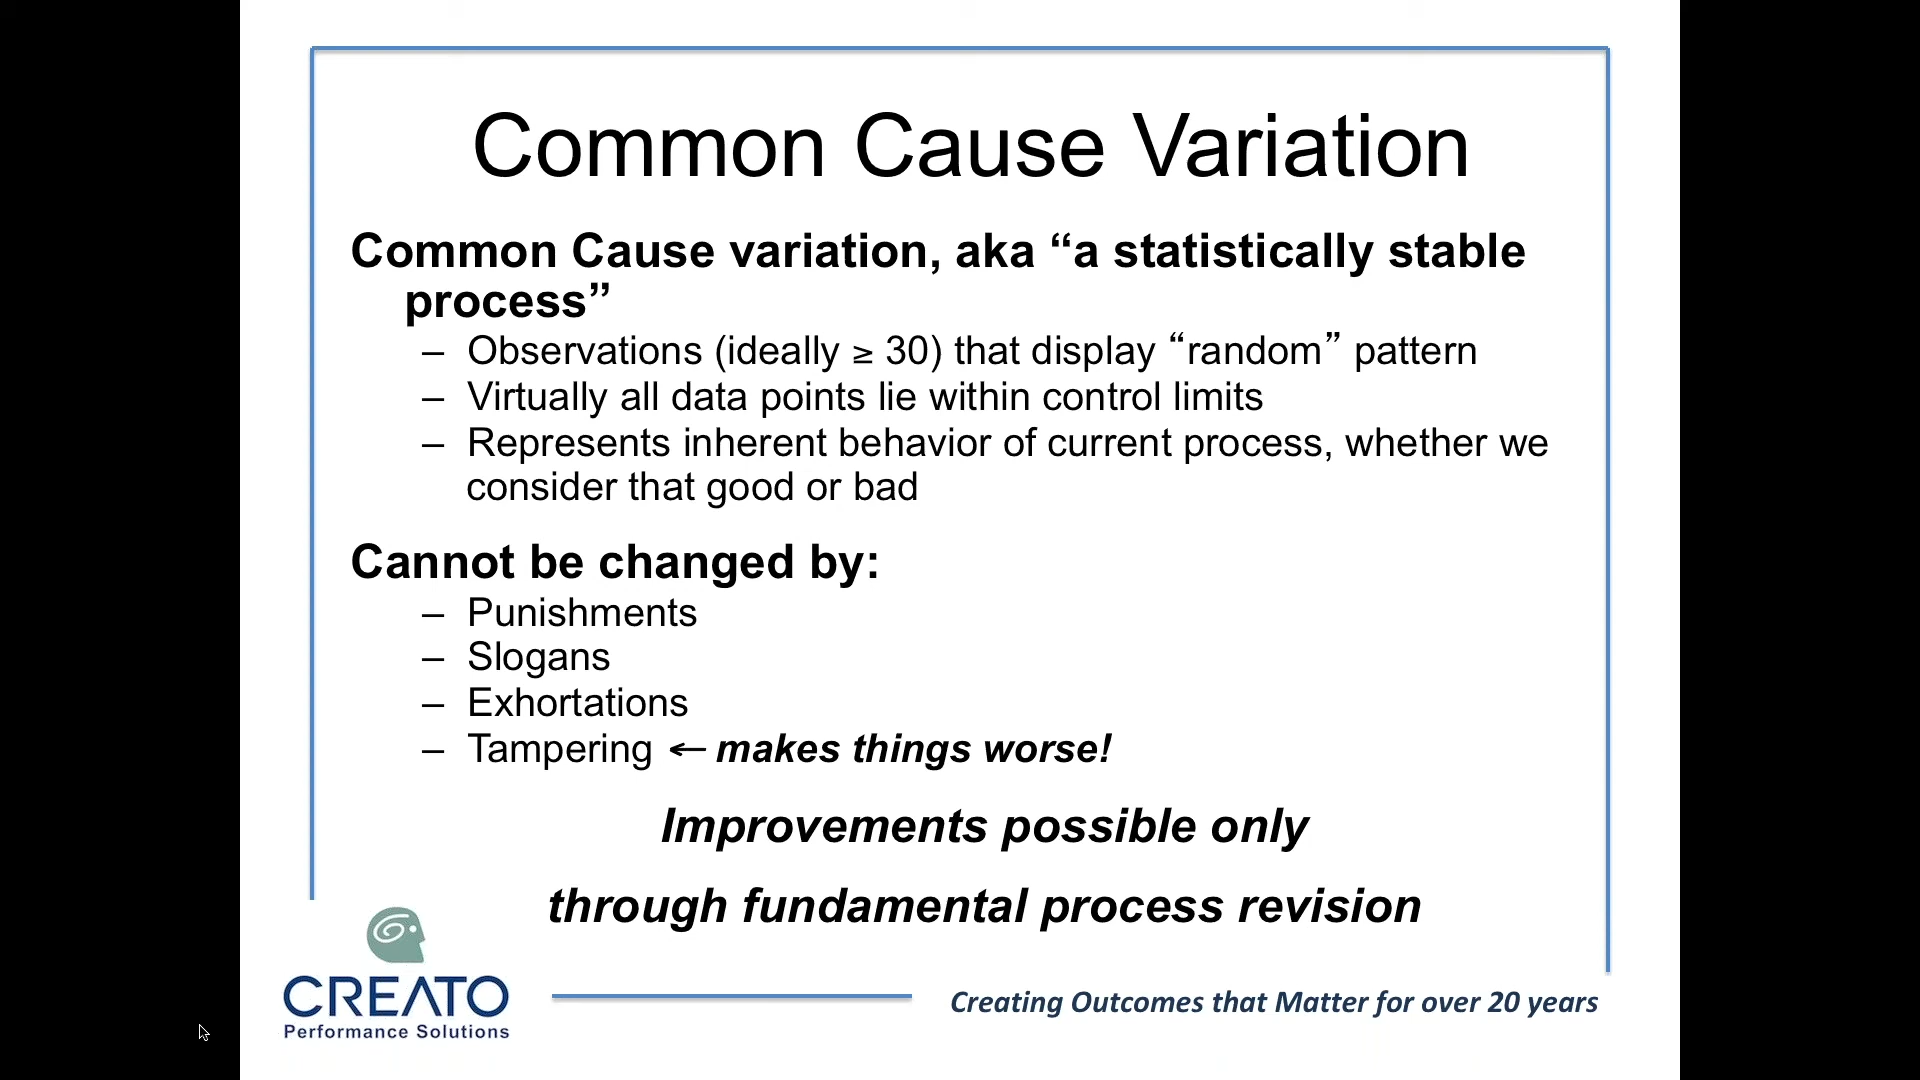 Common Cause Variation
Common Cause variation, aka “a statistically stable
process”
– Observations (ideally ≥ 30) that display “random” pattern
– Virtually all data points lie within control limits
– Represents inherent behavior of current process, whether we
consider that good or bad
Cannot be changed by:
– Punishments
– Slogans
– Exhortations
– Tampering ← makes things worse!
Improvements possible only
through fundamental process revision
CREATO
Performance Solutions
Creating Outcomes that Matter for over 20 years